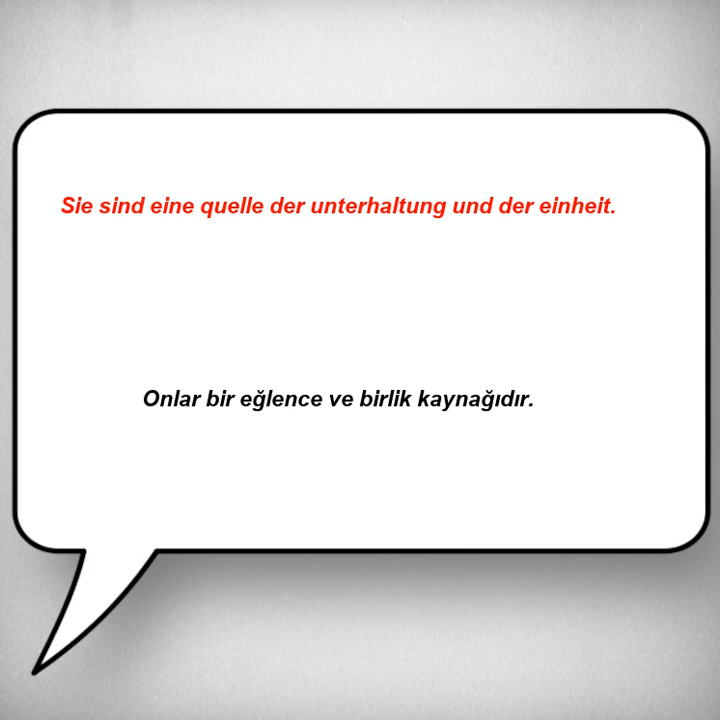 Sie sind eine quelle der unterhaltung und der einheit.
Onlar bir eğlence ve birlik kaynağıdır.